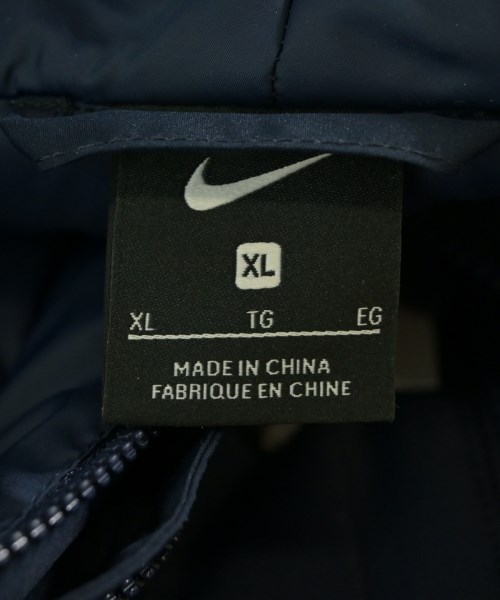 XL
XL TG EG
MADE IN CHINA
FABRIQUE EN CHINE